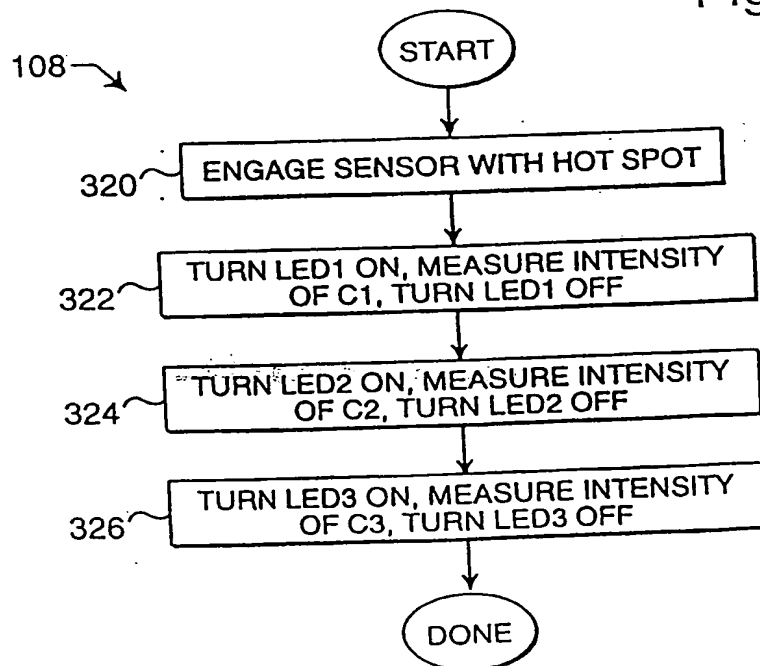 START
108
ENGAGE SENSOR WITH HOT SPOT
320
TURN LED1 ON, MEASURE INTENSITY
OF C1, TURN LED1 OFF
322
TURN LED2 ON, MEASURE INTENSITY
OF C2, TURN LED2 OFF
324
TURN LED3 ON, MEASURE INTENSITY
OF C3, TURN LED3 OFF
326
DONE